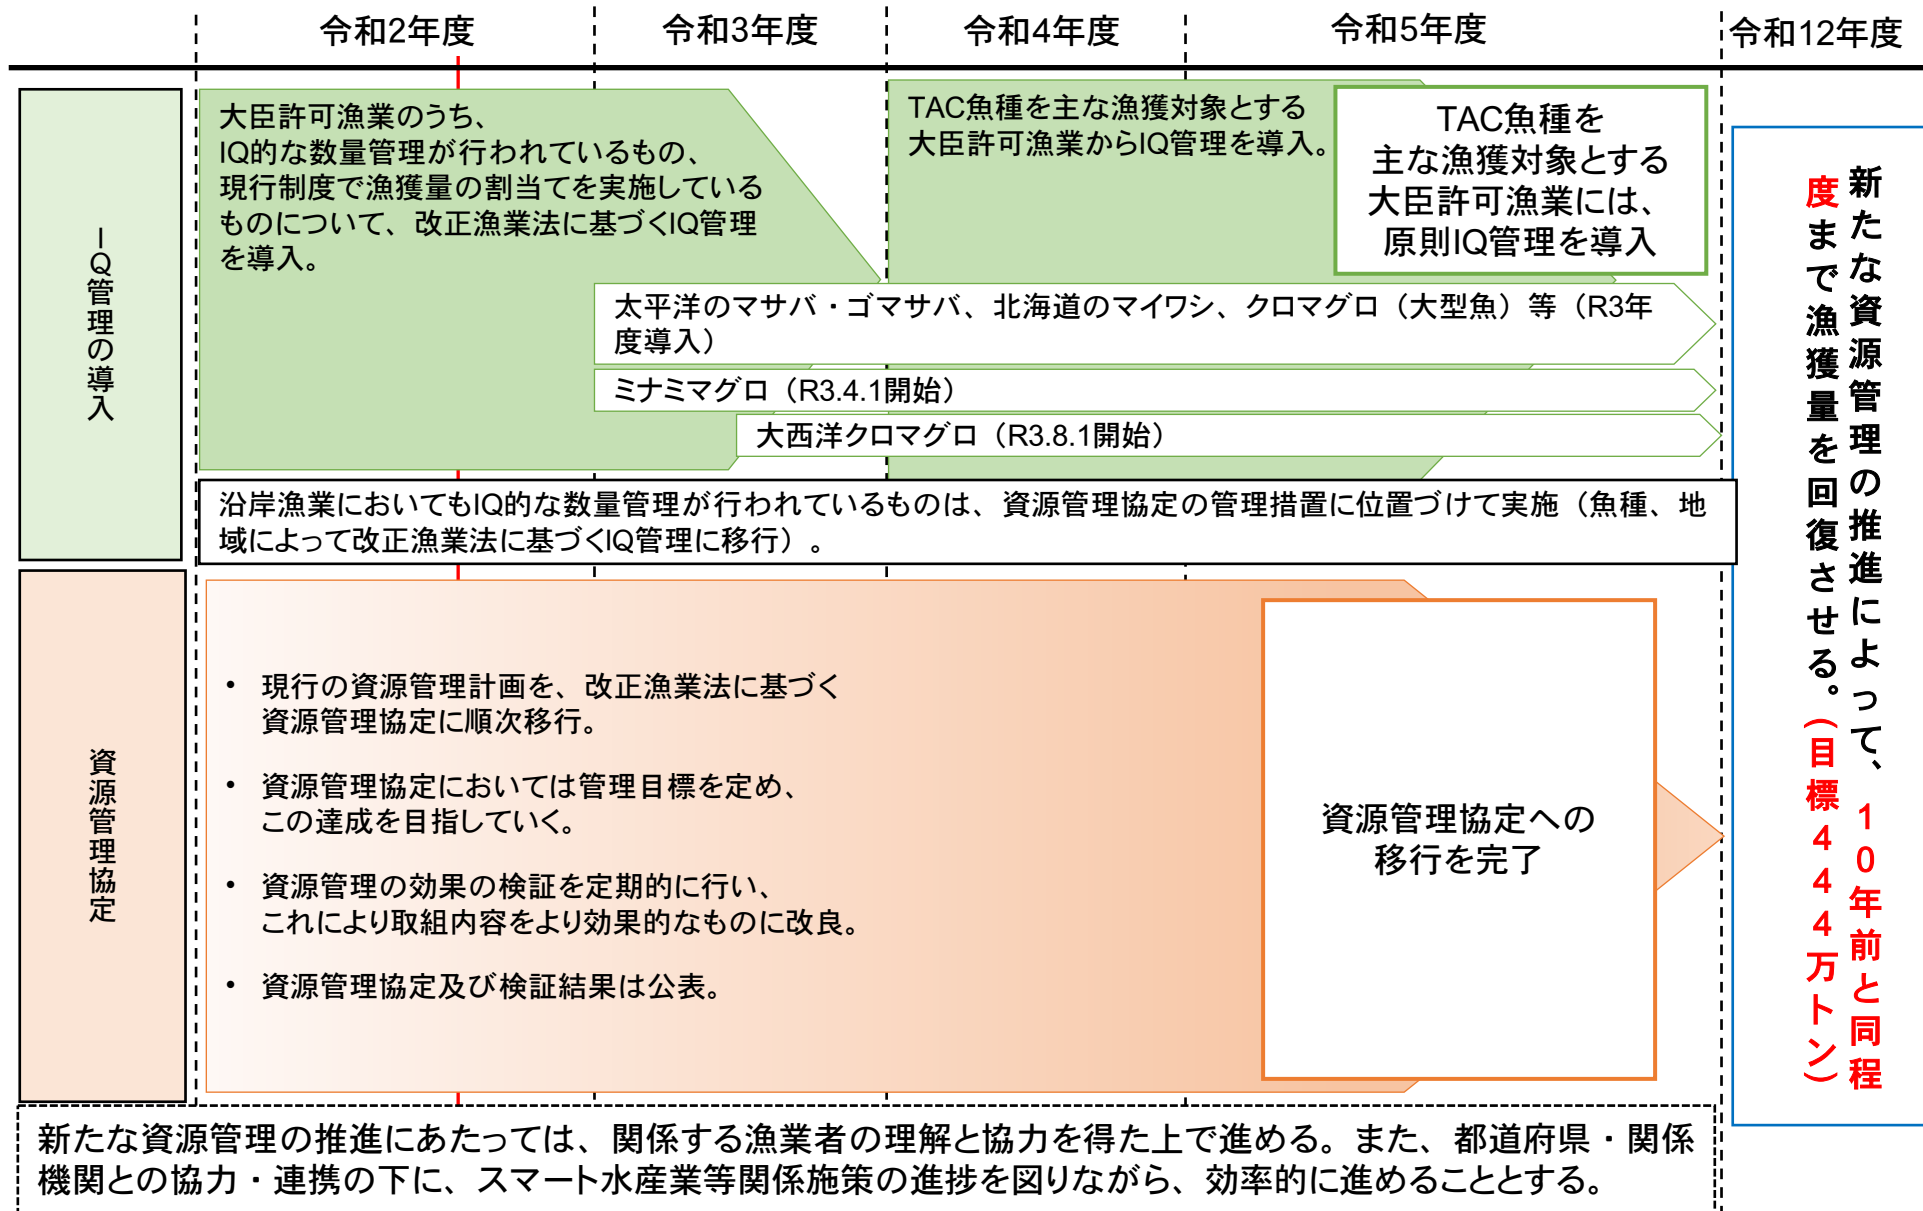 令和2年度
令和3年度
令和4年度
令和5年度
令和12年度
IQ管理の導入
大臣許可漁業のうち、
IQ的な数量管理が行われているもの、
現行制度で漁獲量の割当てを実施している
ものについて、改正漁業法に基づくIQ管理
を導入。
TAC魚種を主な漁獲対象とする
大臣許可漁業からIQ管理を導入。
TAC魚種を
主な漁獲対象とする
大臣許可漁業には、
原則IQ管理を導入
太平洋のマサバ・ゴマサバ、北海道のマイワシ、クロマグロ（大型魚）等（R3年
度導入）
ミナミマグロ（R3.4.1開始）
大西洋クロマグロ（R3.8.1開始）
沿岸漁業においてもIQ的な数量管理が行われているものは、資源管理協定の管理措置に位置づけて実施（魚種、地
域によって改正漁業法に基づくIQ管理に移行）。
資源管理協定
• 現行の資源管理計画を、改正漁業法に基づく
資源管理協定に順次移行。
• 資源管理協定においては管理目標を定め、
この達成を目指していく。
• 資源管理の効果の検証を定期的に行い、
これにより取組内容をより効果的なものに改良。
• 資源管理協定及び検証結果は公表。
資源管理協定への
移行を完了
新たな資源管理の推進によって、10年前と同程
度まで漁獲量を回復させる。(目標444万トン)
新たな資源管理の推進にあたっては、関係する漁業者の理解と協力を得た上で進める。また、都道府県・関係
機関との協力・連携の下に、スマート水産業等関係施策の進捗を図りながら、効率的に進めることとする。